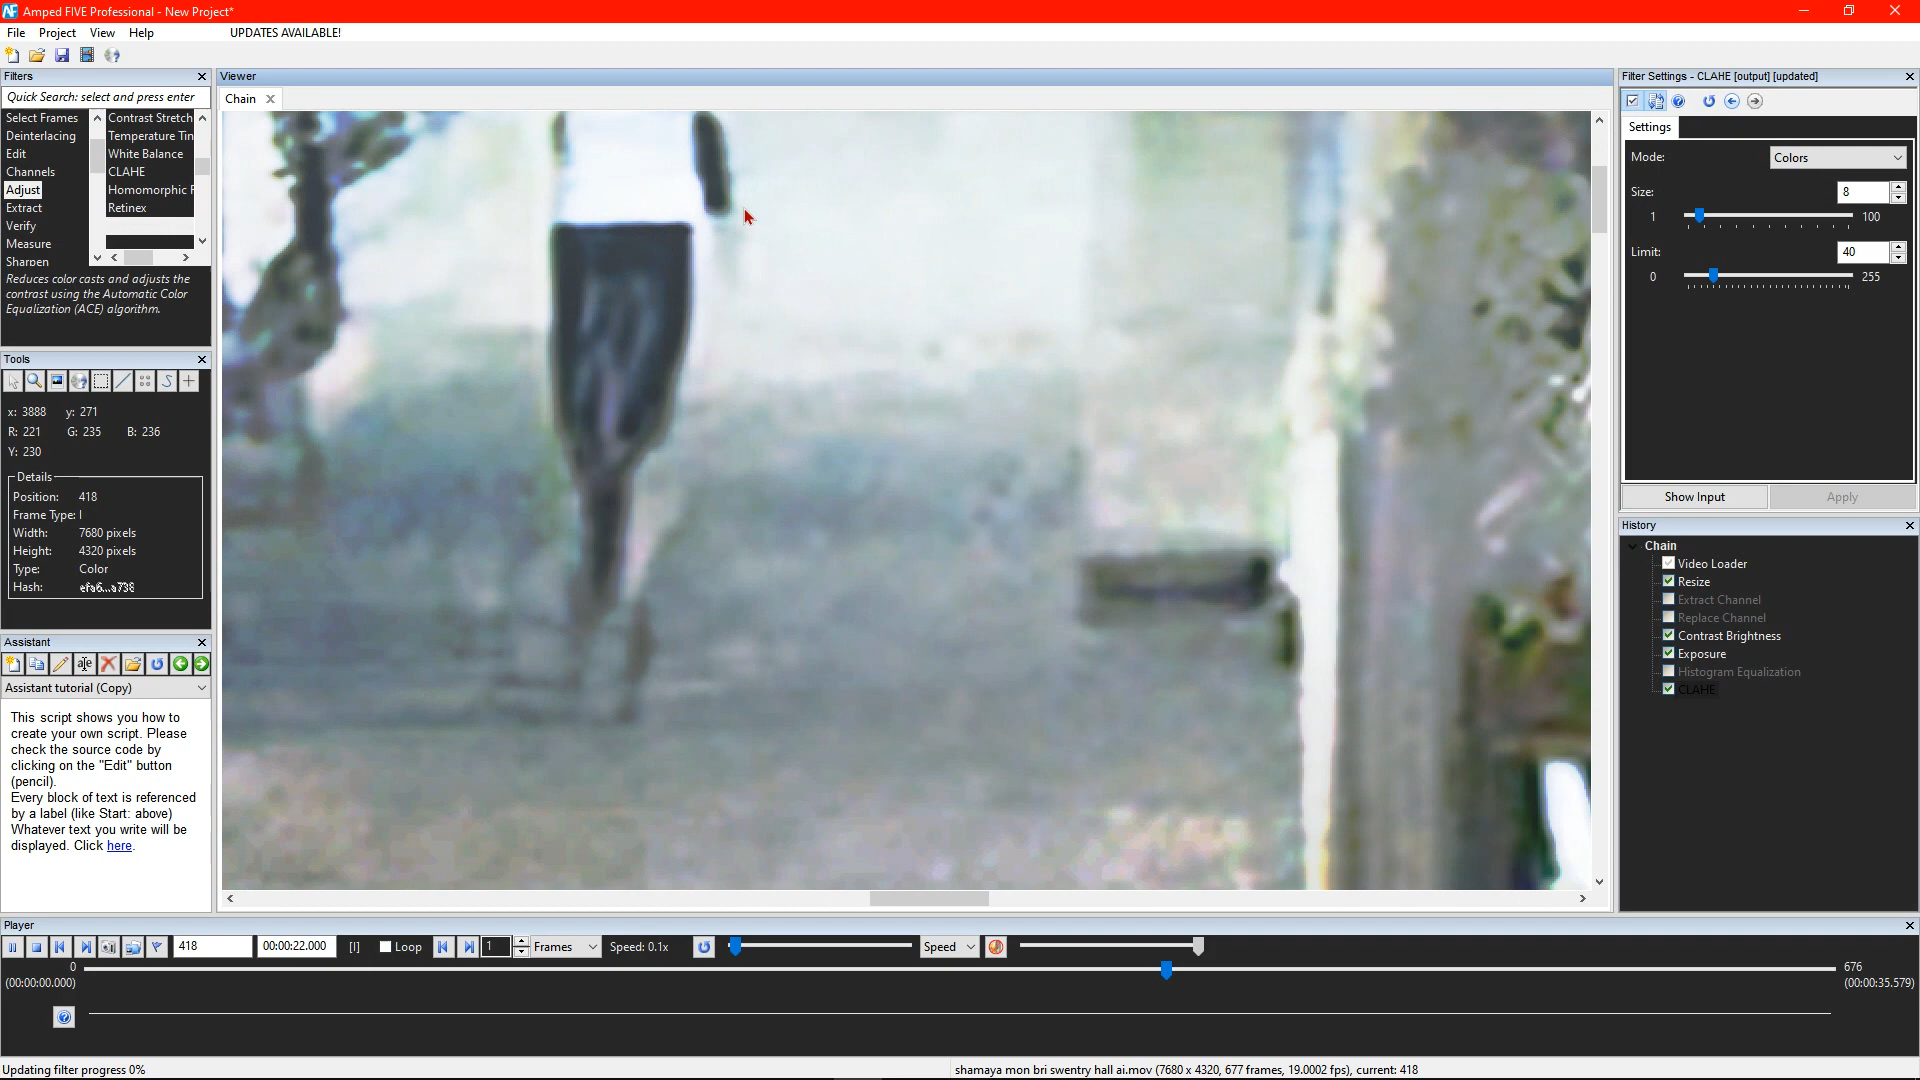 Amped FIVE Professional - New Project*
File Project View Help UPDATES AVAILABLE!
Filters
Quick Search: select and press enter
Select Frames
Deinterlacing
Edit
Channels
Adjust
Extract
Verify
Measure
Sharpen
Contrast Stretch
Temperature Tin
White Balance
CLAHE
Homomorphic F
Retinex
Reduces color casts and adjusts the
contrast using the Automatic Color
Equalization (ACE) algorithm.
Tools
x: 3888 y: 271
R: 221 G: 235 B: 236
Y: 230
Details
Position: 418
Frame Type: I
Width: 7680 pixels
Height: 4320 pixels
Type: Color
Hash: efa6...a738
Assistant
Assistant tutorial (Copy)
This script shows you how to
create your own script. Please
check the source code by
clicking on the "Edit" button
(pencil).
Every block of text is referenced
by a label (like Start: above)
Whatever text you write will be
displayed. Click here.
Viewer
Chain
Filter Settings - CLAHE [output] [updated]
Settings
Mode: Colors
Size: 8
1 100
Limit: 40
0 255
Show Input Apply
History
Chain
Video Loader
Resize
Extract Channel
Replace Channel
Contrast Brightness
Exposure
Histogram Equalization
CLAHE
Player
418 00:00:22.000 [I] Loop 1 Frames Speed: 0.1x Speed
0 676
(00:00:00.000) (00:00:35.579)
Updating filter progress 0% shamaya mon bri swentry hall ai.mov (7680 x 4320, 677 frames, 19.0002 fps), current: 418